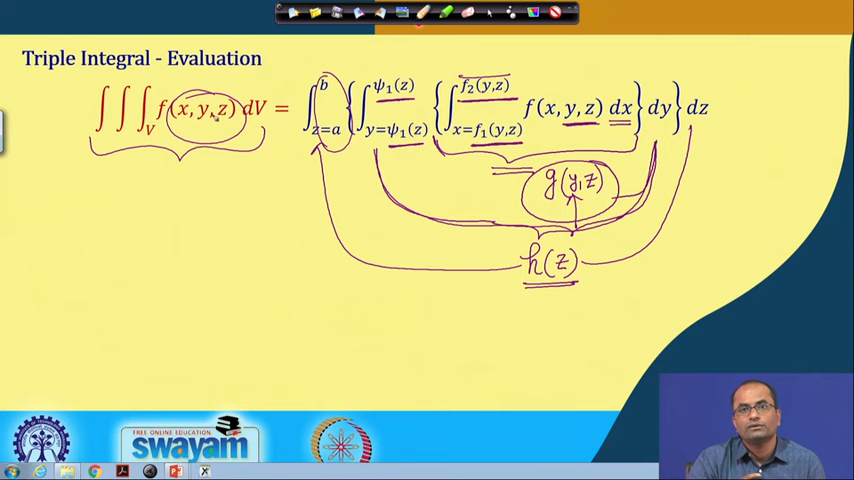 Triple Integral - Evaluation
∫ ∫ ∫_V f(x, y, z) dV = ∫_{z=a}^{b} { ∫_{y=ψ₁(z)}^{ψ₁(z)} { ∫_{x=f₁(y,z)}^{f₂(y,z)} f(x, y, z) dx } dy } dz
g(y,z)
h(z)
FREE ONLINE EDUCATION
swayam